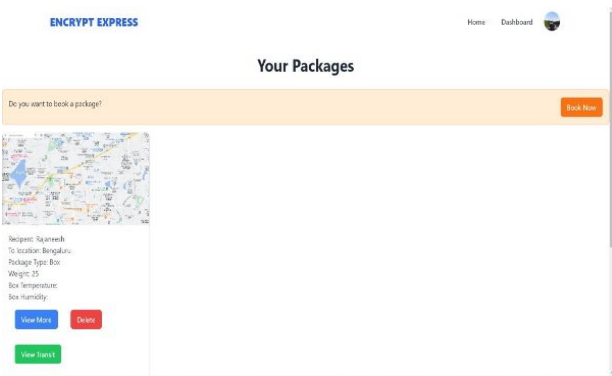 ENCRYPT EXPRESS
Home Dashboard
Your Packages
Do you want to book a package?
Book Now
Recipent: Rajaneesh
To location: Bengaluru
Package Type: Box
Weight: 25
Box Temperature:
Box Humidity:
View More Delete
View Transit